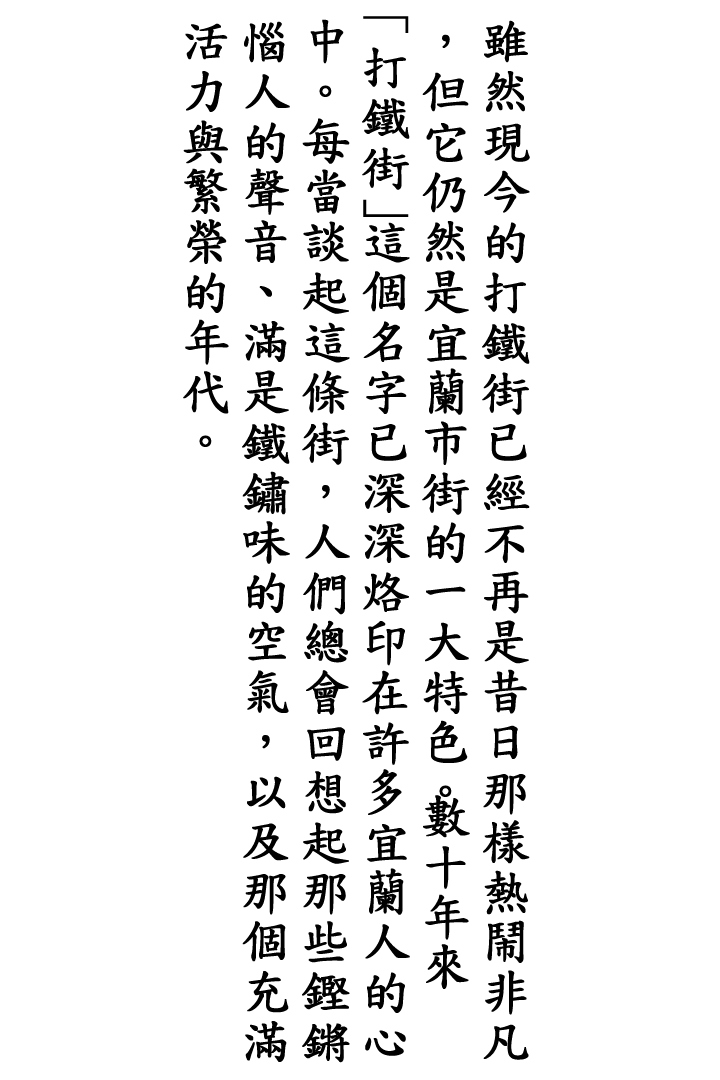 雖然現今的打鐵街已經不再是昔日那樣熱鬧非凡
，但它仍然是宜蘭市街的一大特色。數十年來
「打鐵街」這個名字已深深烙印在許多宜蘭人的心
中。每當談起這條街，人們總會回想起那些鏗鏘
惱人的聲音、滿是鐵鏽味的空氣，以及那個充滿
活力與繁榮的年代。